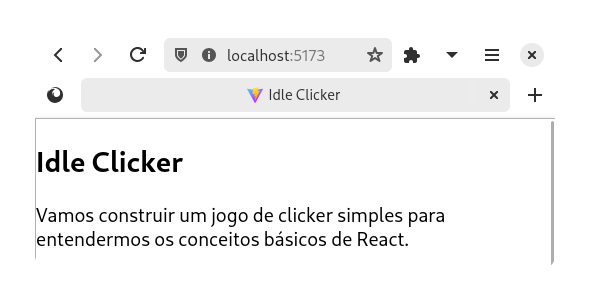 localhost:5173
Idle Clicker
Idle Clicker
Vamos construir um jogo de clicker simples para
entendermos os conceitos básicos de React.